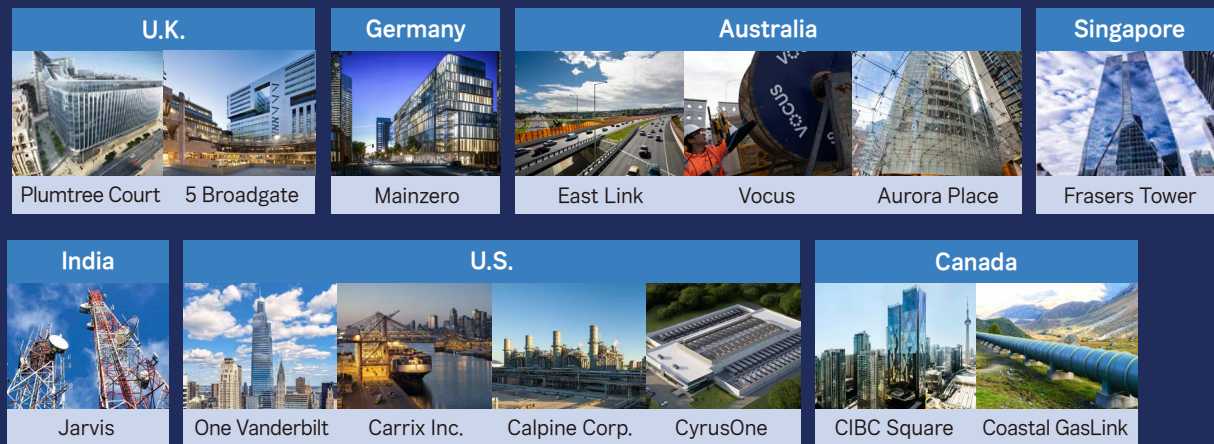 U.K.
Germany
Australia
Singapore
VOCUS
Plumtree Court
5 Broadgate
Mainzero
East Link
Vocus
Aurora Place
Frasers Tower
India
U.S.
Canada
Jarvis
One Vanderbilt
Carrix Inc.
Calpine Corp.
CyrusOne
CIBC Square
Coastal GasLink